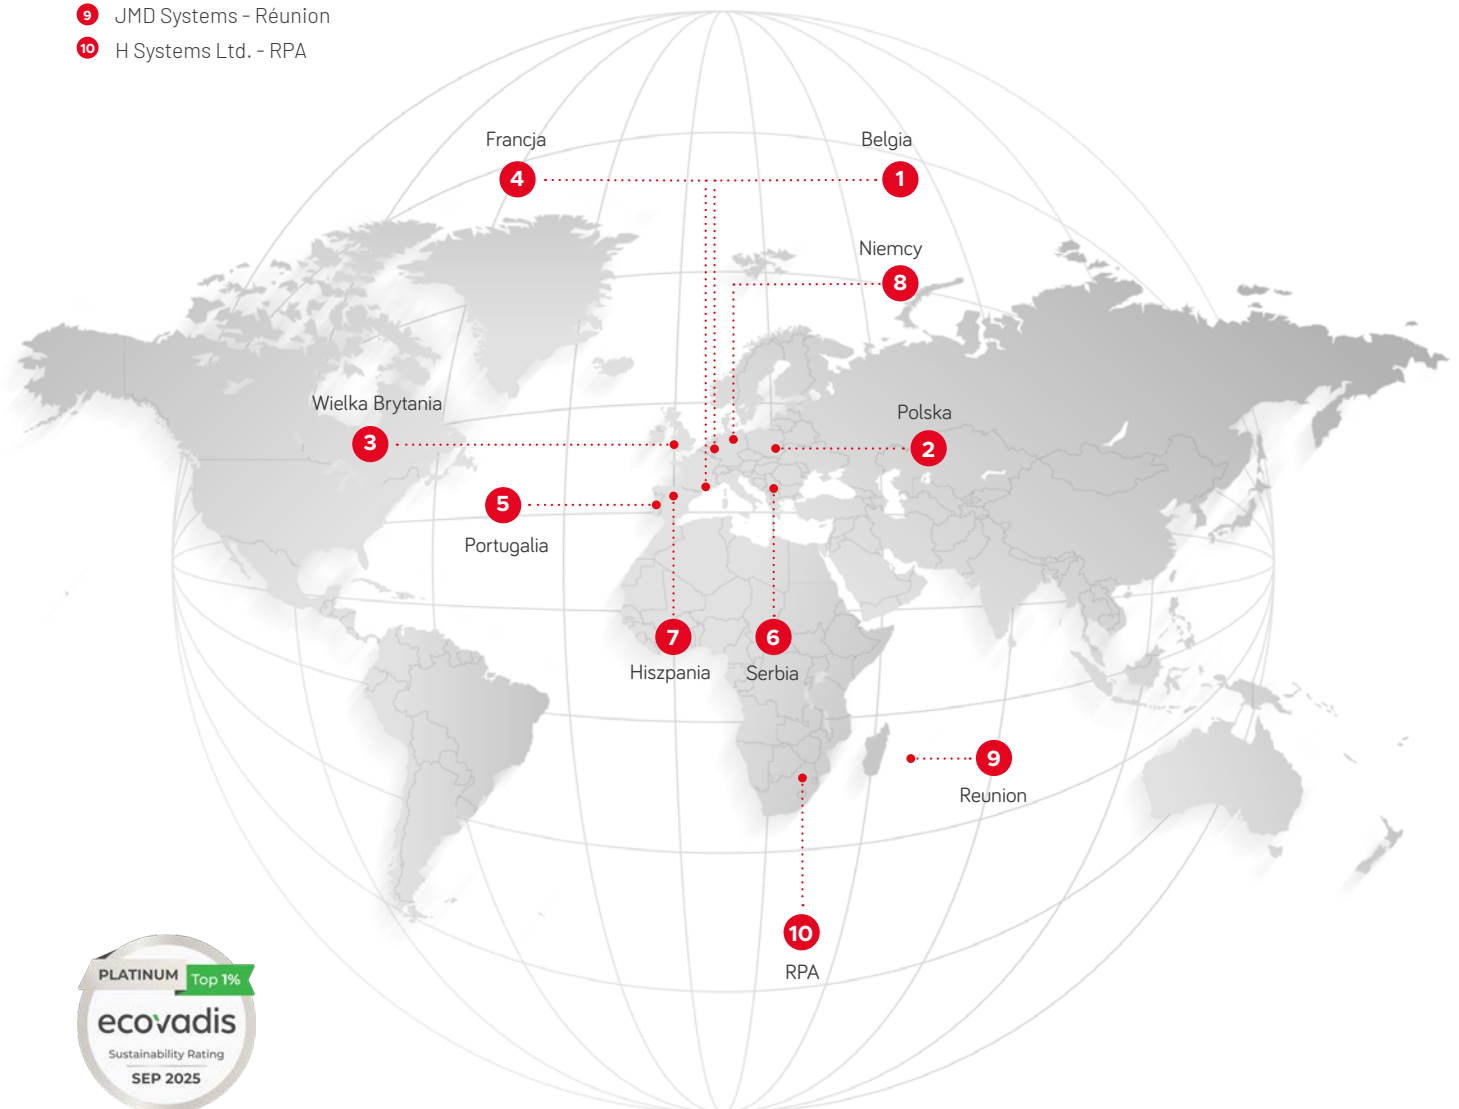 9 JMD Systems - Réunion
10 H Systems Ltd. - RPA
Francja
4
Belgia
1
Niemcy
8
Wielka Brytania
3
Polska
2
5
Portugalia
7
Hiszpania
6
Serbia
9
Reunion
10
RPA
PLATINUM
Top 1%
ecovadis
Sustainability Rating
SEP 2025